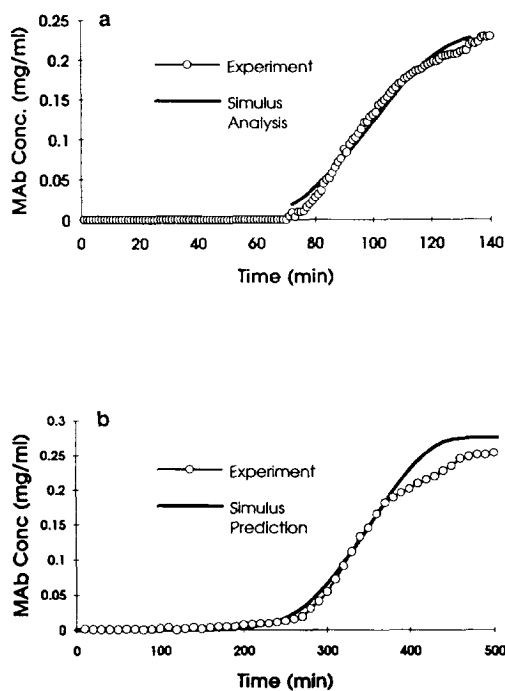 a
0.25
0.2
0.15
0.1
0.05
0
MAb Conc. (mg/ml)
Experiment
Simulus
Analysis
0 20 40 60 80 100 120 140
Time (min)
b
0.3
0.25
0.2
0.15
0.1
0.05
0
MAb Conc (mg/ml)
Experiment
Simulus
Prediction
0 100 200 300 400 500
Time (min)